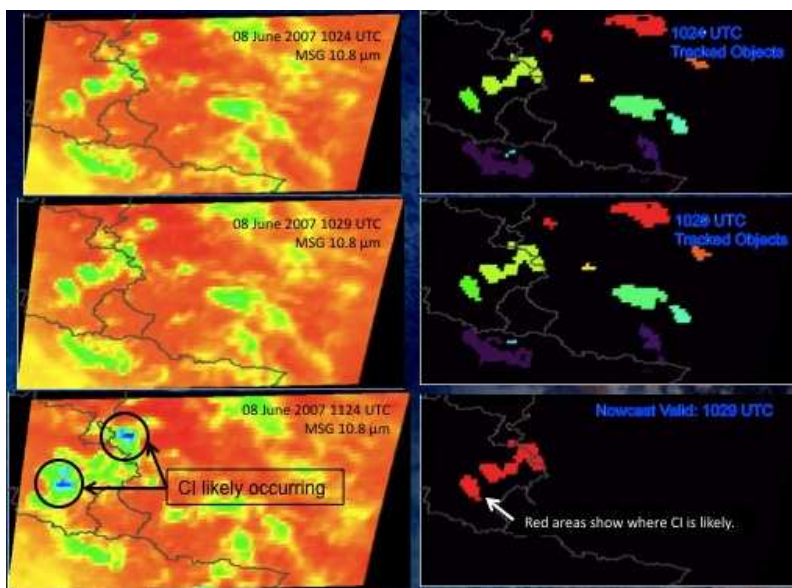 08 June 2007 1024 UTC
MSG 10.8 µm
1024 UTC
Tracked Objects
08 June 2007 1029 UTC
MSG 10.8 µm
1029 UTC
Tracked Objects
08 June 2007 1124 UTC
MSG 10.8 µm
CI likely occurring
Nowcast Valid: 1029 UTC
Red areas show where CI is likely.